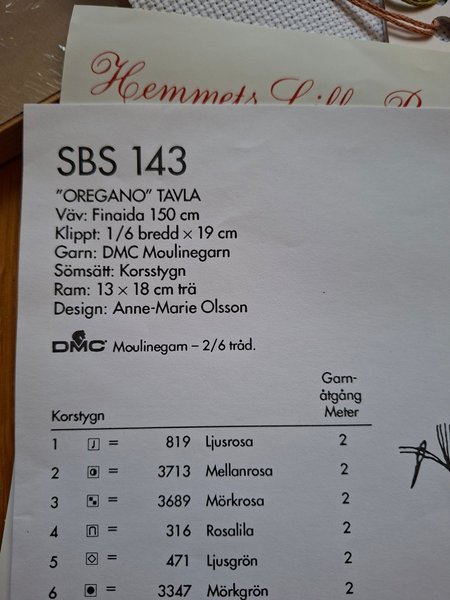 Hemmets
SBS 143
"OREGANO" TAVLA
Väv: Finaida 150 cm
Klippt: 1/6 bredd × 19 cm
Garn: DMC Moulinegarn
Sömsätt: Korsstygn
Ram: 13 × 18 cm trä
Design: Anne-Marie Olsson
DMC Moulinegarn – 2/6 tråd.
Garn-
åtgång
Korstygn Meter
1 = 819 Ljusrosa 2
2 = 3713 Mellanrosa 2
3 = 3689 Mörkrosa 2
4 = 316 Rosalila 2
5 = 471 Ljusgrön 2
6 = 3347 Mörkgrön 2